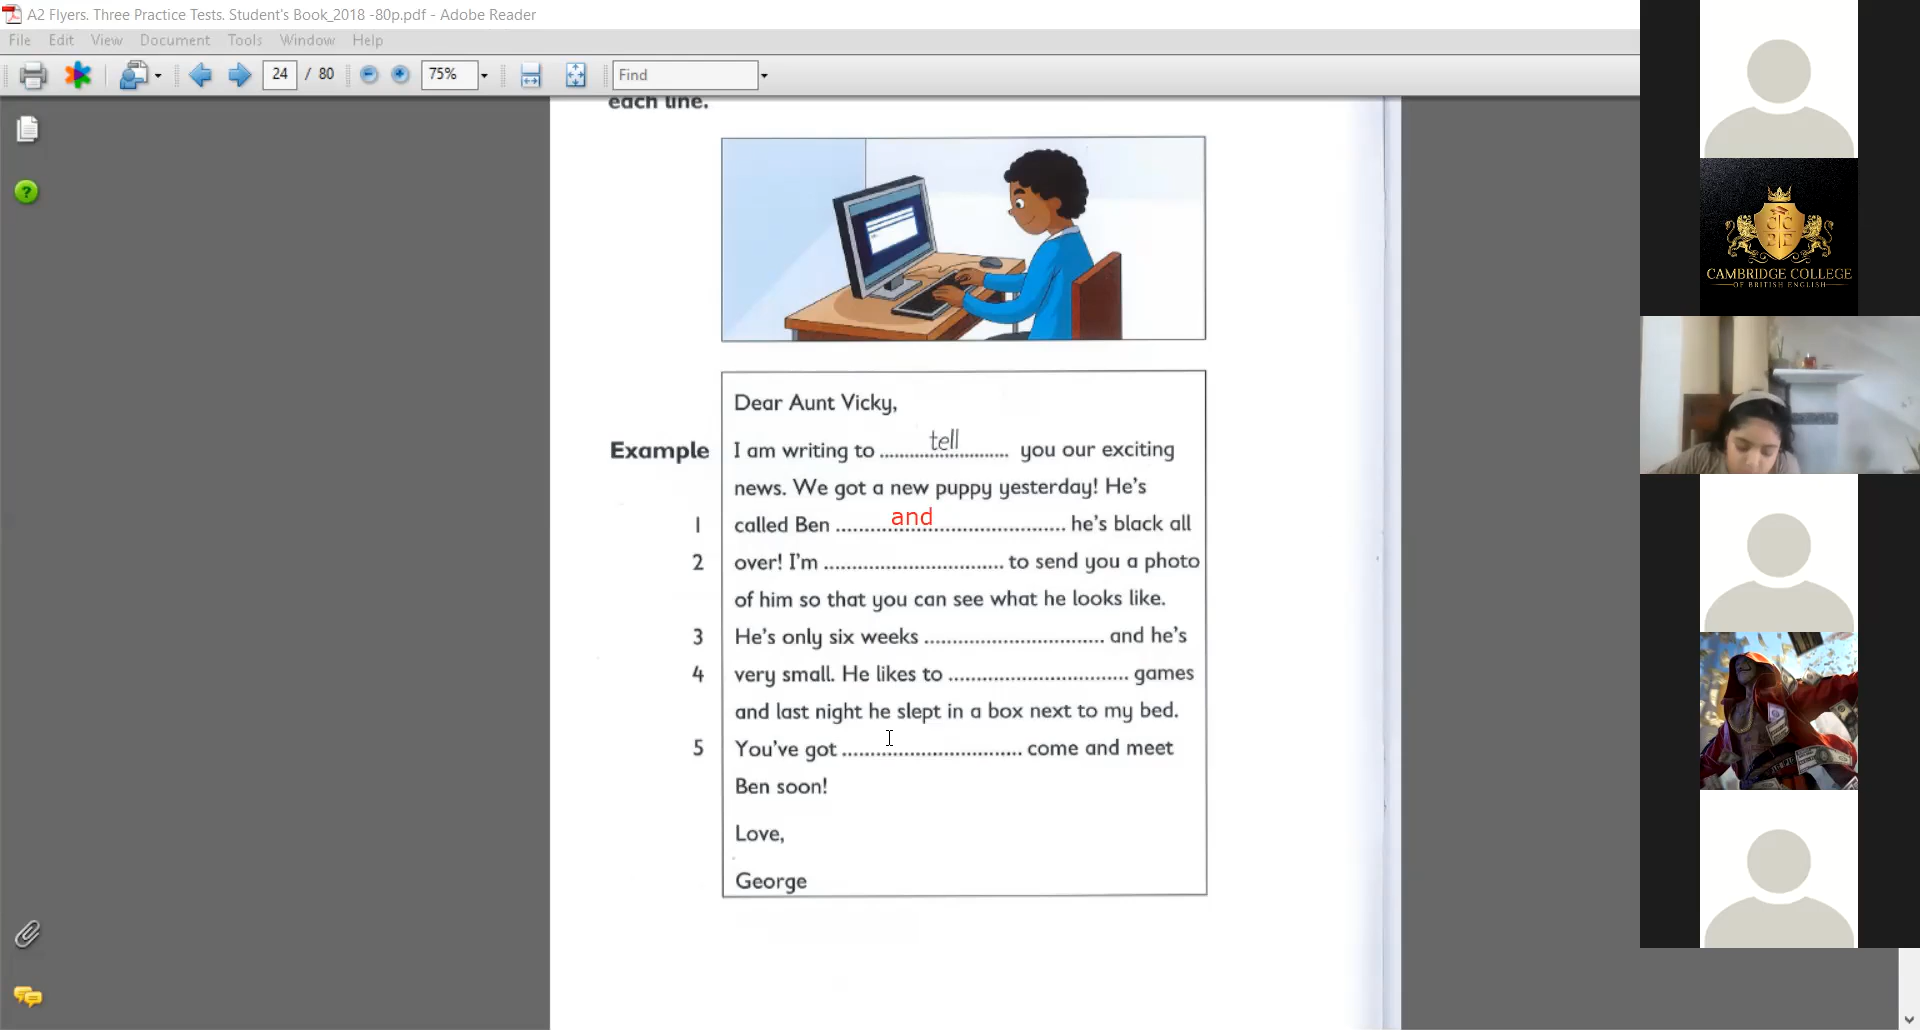 A2 Flyers. Three Practice Tests. Student's Book_2018 -80p.pdf - Adobe Reader
File Edit View Document Tools Window Help
24 / 80 75% Find
each line.
Dear Aunt Vicky,
Example I am writing to ........ tell ........ you our exciting
news. We got a new puppy yesterday! He's
1 called Ben ........ and ........ he's black all
over! I'm ................ to send you a photo
2
of him so that you can see what he looks like.
3 He's only six weeks ................ and he's
4 very small. He likes to ................ games
and last night he slept in a box next to my bed.
5 You've got ................ come and meet
Ben soon!
Love,
George
CC
BE
CAMBRIDGE COLLEGE
OF BRITISH ENGLISH